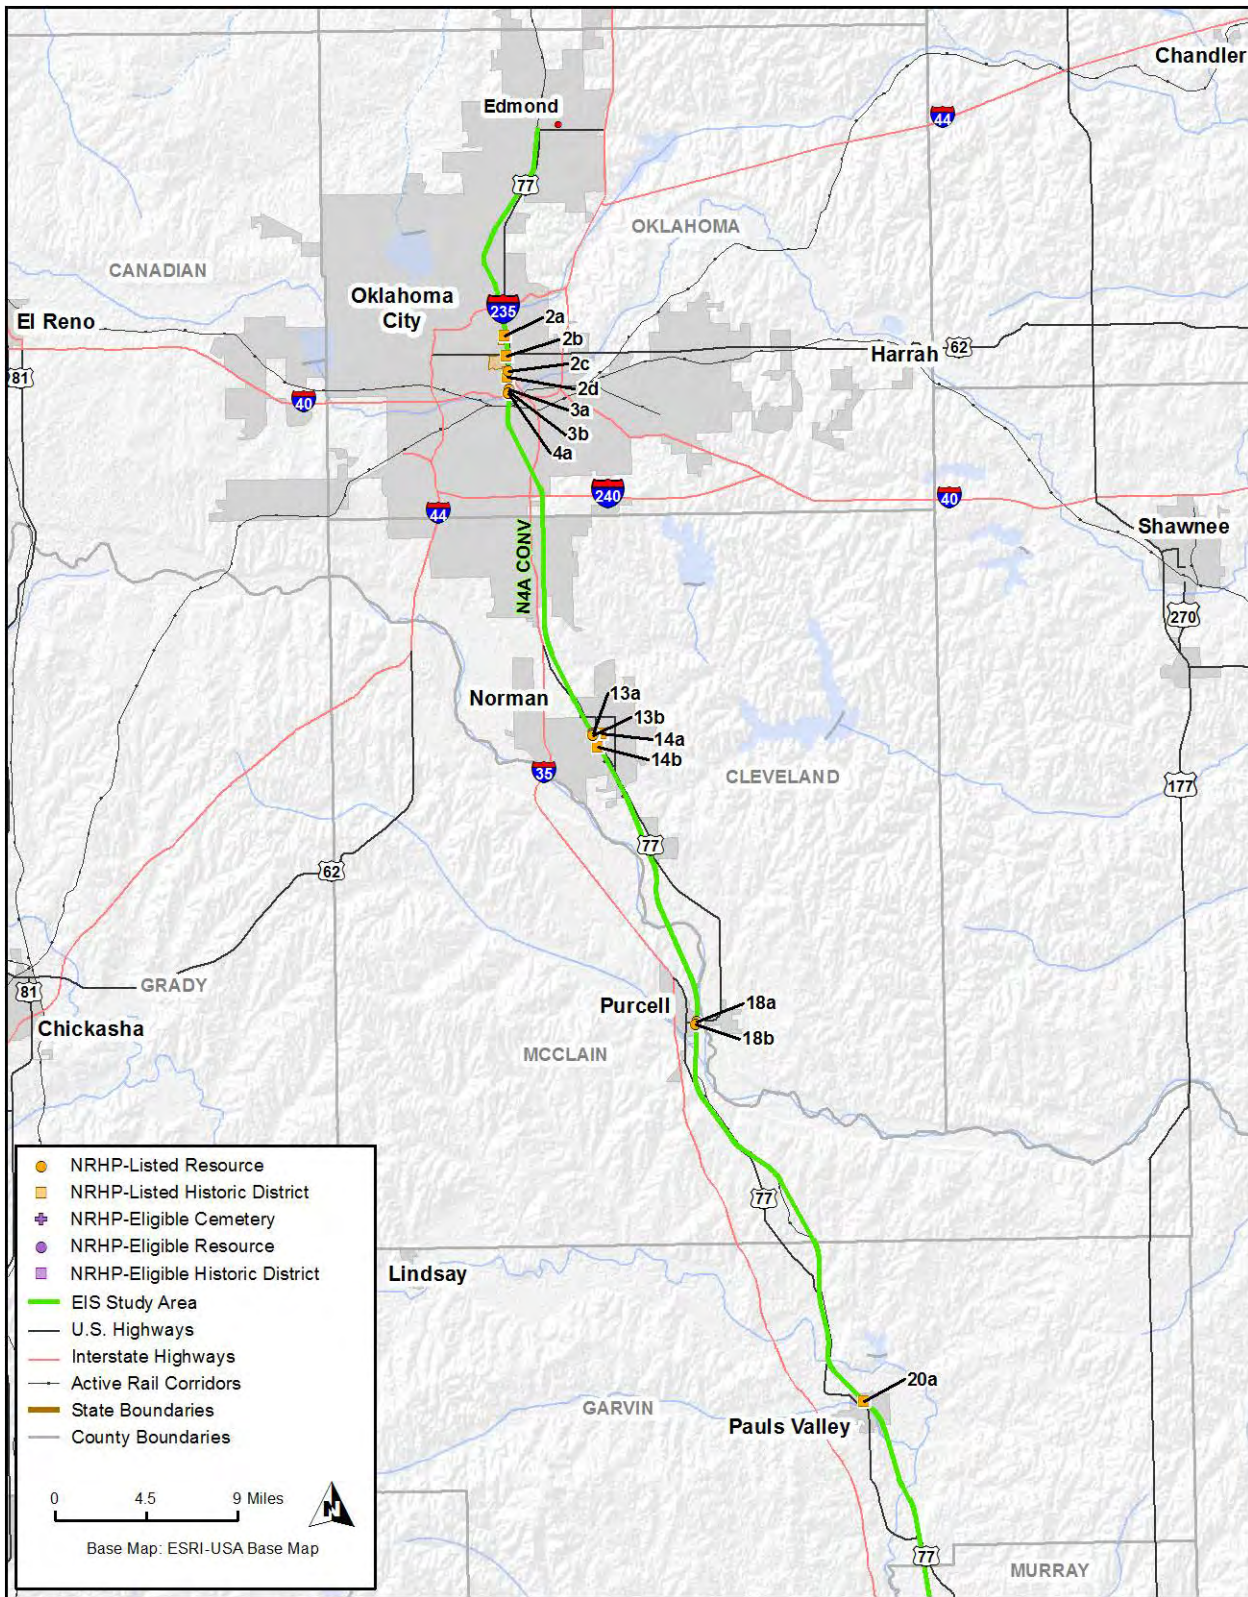 Chandler
Edmond
44
77
OKLAHOMA
CANADIAN
Oklahoma
City
235
El Reno
2a
2b
62
Harrah
2c
81
2d
40
3a
3b
4a
240
40
44
Shawnee
N4A CONV
270
Norman
13a
13b
14a
14b
35
CLEVELAND
177
77
62
GRADY
81
Purcell
18a
Chickasha
18b
MCCLAIN
NRHP-Listed Resource
NRHP-Listed Historic District
NRHP-Eligible Cemetery
NRHP-Eligible Resource
NRHP-Eligible Historic District
EIS Study Area
U.S. Highways
Interstate Highways
Active Rail Corridors
State Boundaries
County Boundaries
0 4.5 9 Miles
N
Base Map: ESRI-USA Base Map
77
Lindsay
20a
GARVIN
Pauls Valley
77
MURRAY